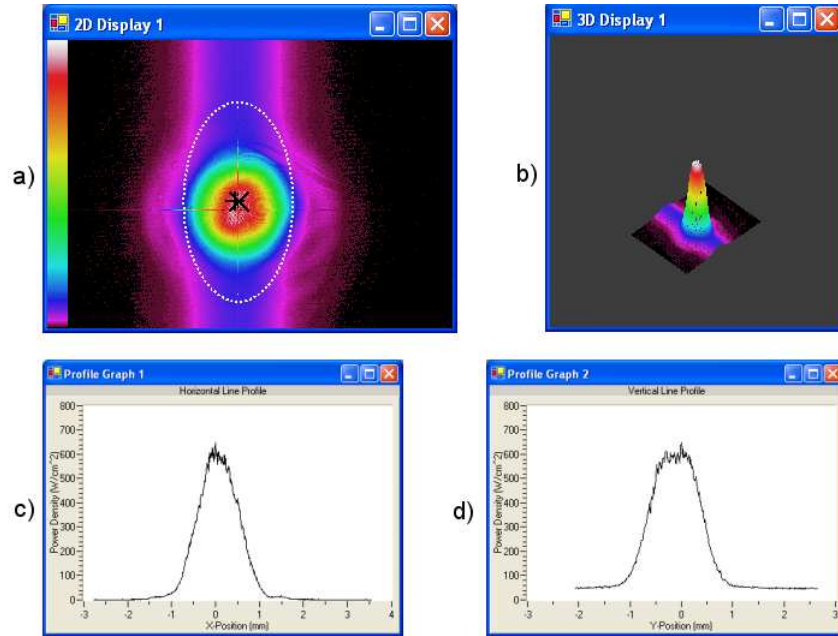 2D Display 1
3D Display 1
a)
b)
Profile Graph 1
Horizontal Line Profile
800
700
600
500
400
300
200
100
0
Power Density (W/cm^2)
-3
-2
-1
0
1
2
3
4
X-Position (mm)
c)
Profile Graph 2
Vertical Line Profile
800
700
600
500
400
300
200
100
0
Power Density (W/cm^2)
-3
-2
-1
0
1
2
3
Y-Position (mm)
d)